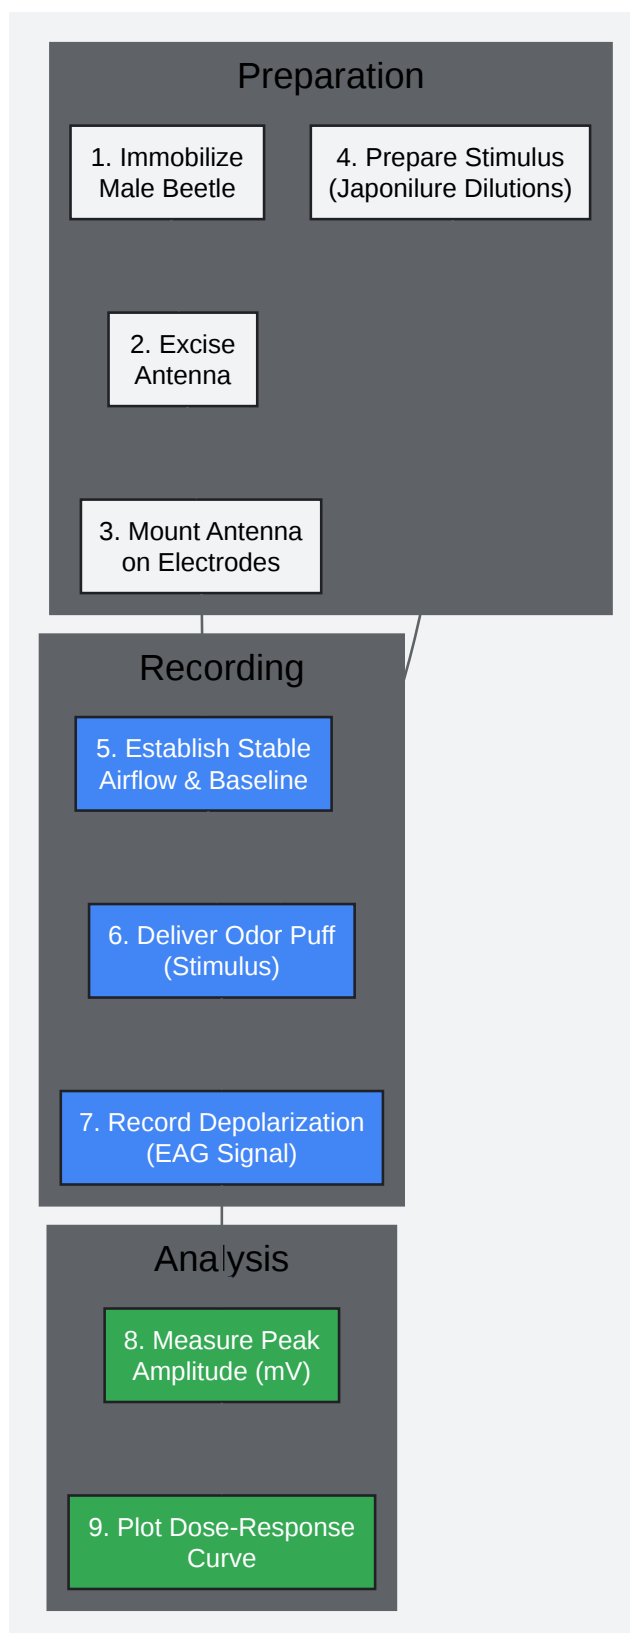 Preparation
1. Immobilize
Male Beetle
4. Prepare Stimulus
(Japonilure Dilutions)
2. Excise
Antenna
3. Mount Antenna
on Electrodes
Recording
5. Establish Stable
Airflow & Baseline
6. Deliver Odor Puff
(Stimulus)
7. Record Depolarization
(EAG Signal)
Analysis
8. Measure Peak
Amplitude (mV)
9. Plot Dose-Response
Curve